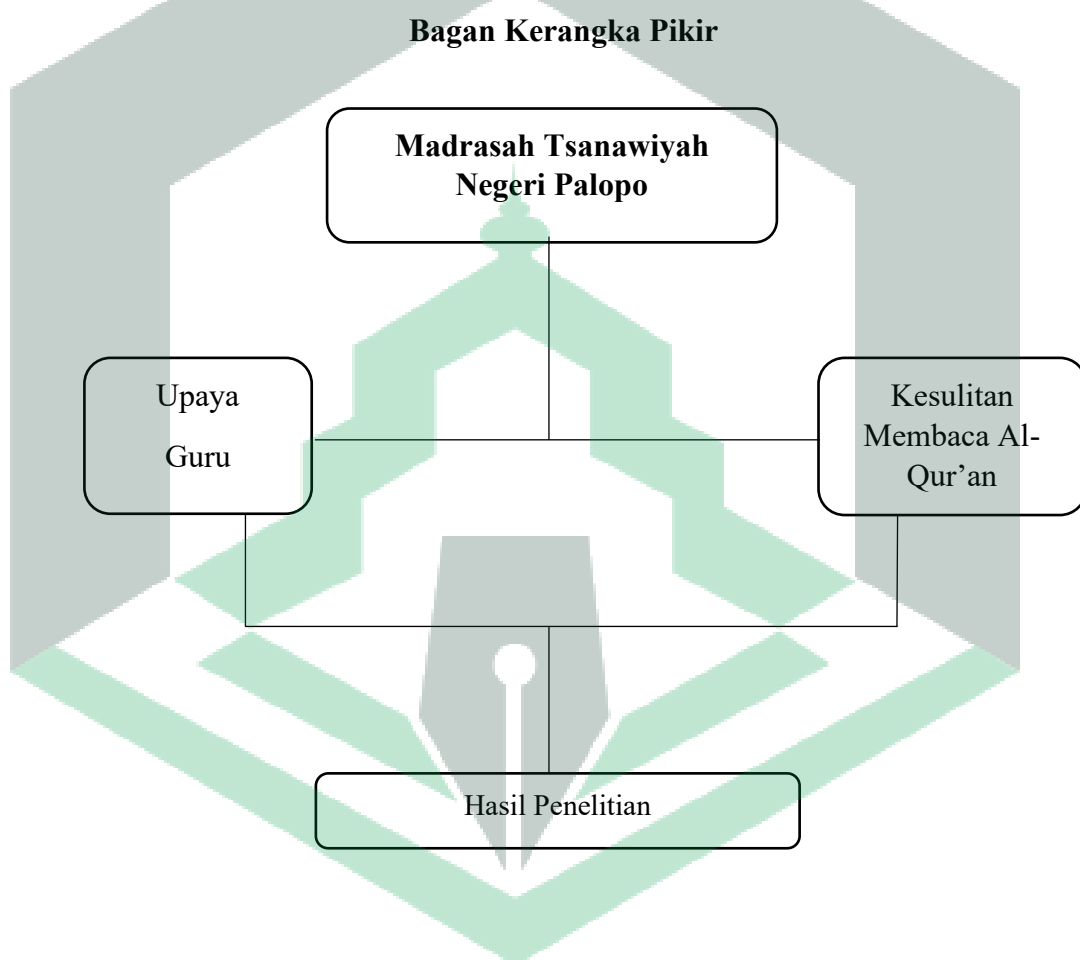 Bagan Kerangka Pikir
Madrasah Tsanawiyah
Negeri Palopo
Upaya
Guru
Kesulitan
Membaca Al-
Qur’an
Hasil Penelitian